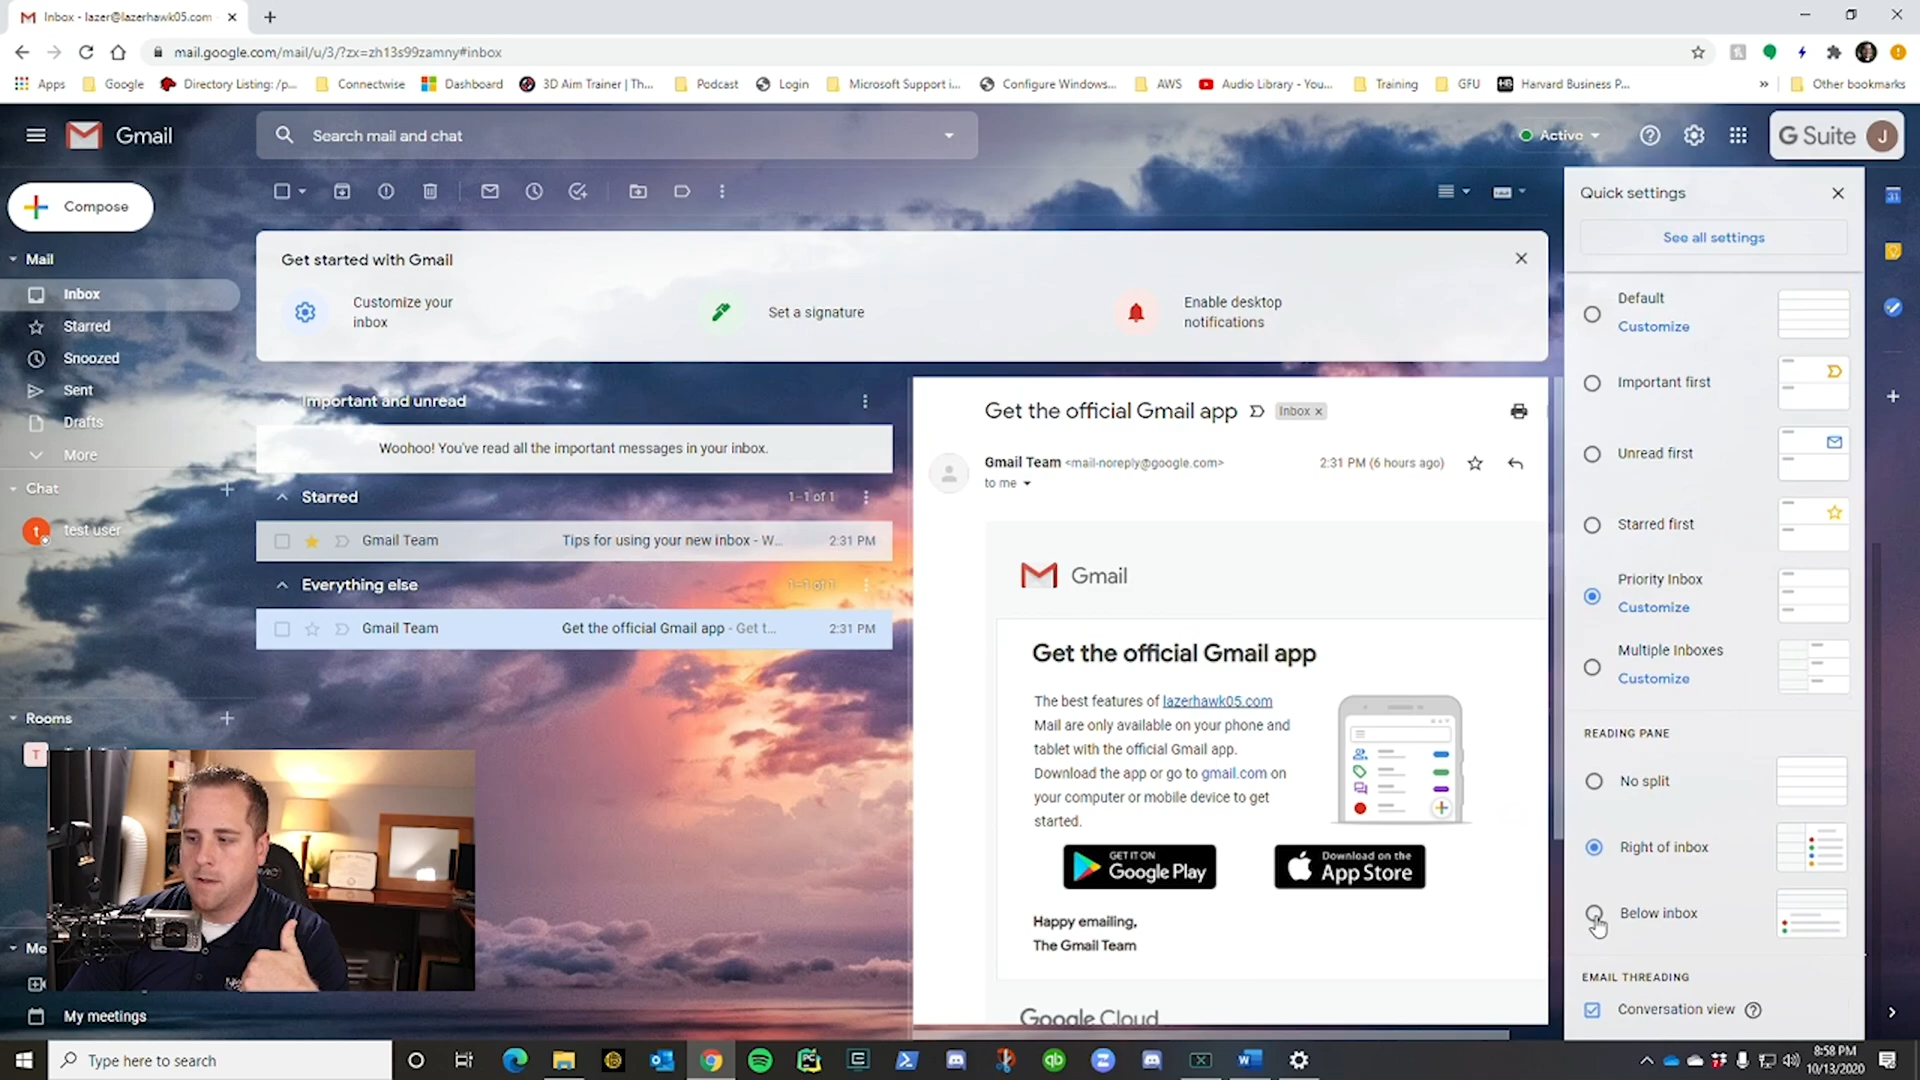 Inbox - lazer@lazerhawk05.com
mail.google.com/mail/u/3/?zx=zh13s99zamny#inbox
Apps
Google
Directory Listing: /p...
Connectwise
Dashboard
3D Aim Trainer | Th...
Podcast
Login
Microsoft Support i...
Configure Windows...
AWS
Audio Library - You...
Training
GFU
Harvard Business P...
»
Other bookmarks
Gmail
Search mail and chat
Active
G Suite
J
Compose
Mail
Inbox
Starred
Snoozed
Sent
Drafts
More
Chat
t
test user
Rooms
T
Me
My meetings
Get started with Gmail
Customize your
inbox
Set a signature
Enable desktop
notifications
Important and unread
Woohoo! You've read all the important messages in your inbox.
Starred
1–1 of 1
Gmail Team
Tips for using your new inbox - W...
2:31 PM
Everything else
1–1 of 1
Gmail Team
Get the official Gmail app - Get t...
2:31 PM
Get the official Gmail app
Inbox x
Gmail Team <mail-noreply@google.com>
2:31 PM (6 hours ago)
to me
Gmail
Get the official Gmail app
The best features of lazerhawk05.com
Mail are only available on your phone and
tablet with the official Gmail app.
Download the app or go to gmail.com on
your computer or mobile device to get
started.
GET IT ON
Google Play
Download on the
App Store
Happy emailing,
The Gmail Team
Google Cloud
Quick settings
See all settings
Default
Customize
Important first
Unread first
Starred first
Priority Inbox
Customize
Multiple Inboxes
Customize
READING PANE
No split
Right of inbox
Below inbox
EMAIL THREADING
Conversation view
31
Type here to search
8:58 PM
10/13/2020